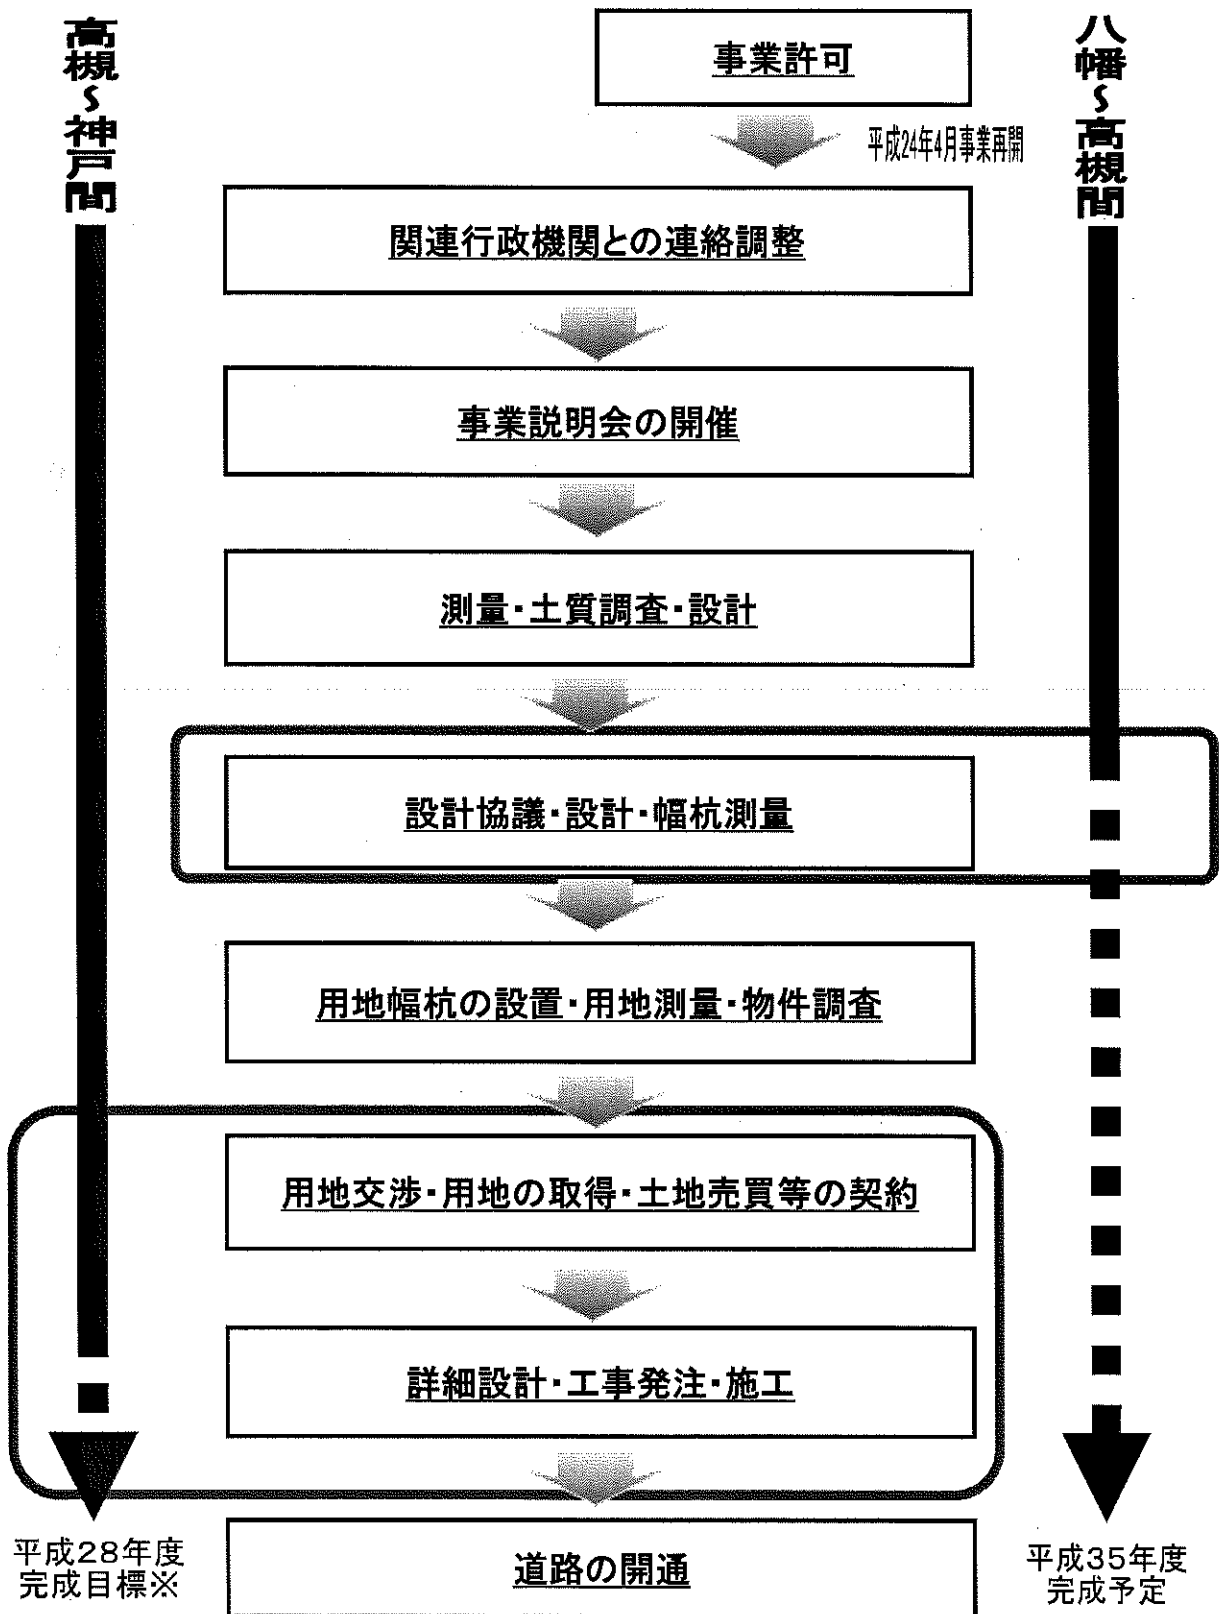 高槻〜神戸間
事業許可
八幡〜高槻間
平成24年4月事業再開
関連行政機関との連絡調整
事業説明会の開催
測量・土質調査・設計
設計協議・設計・幅杭測量
用地幅杭の設置・用地測量・物件調査
用地交渉・用地の取得・土地売買等の契約
詳細設計・工事発注・施工
平成28年度
完成目標※
道路の開通
平成35年度
完成予定